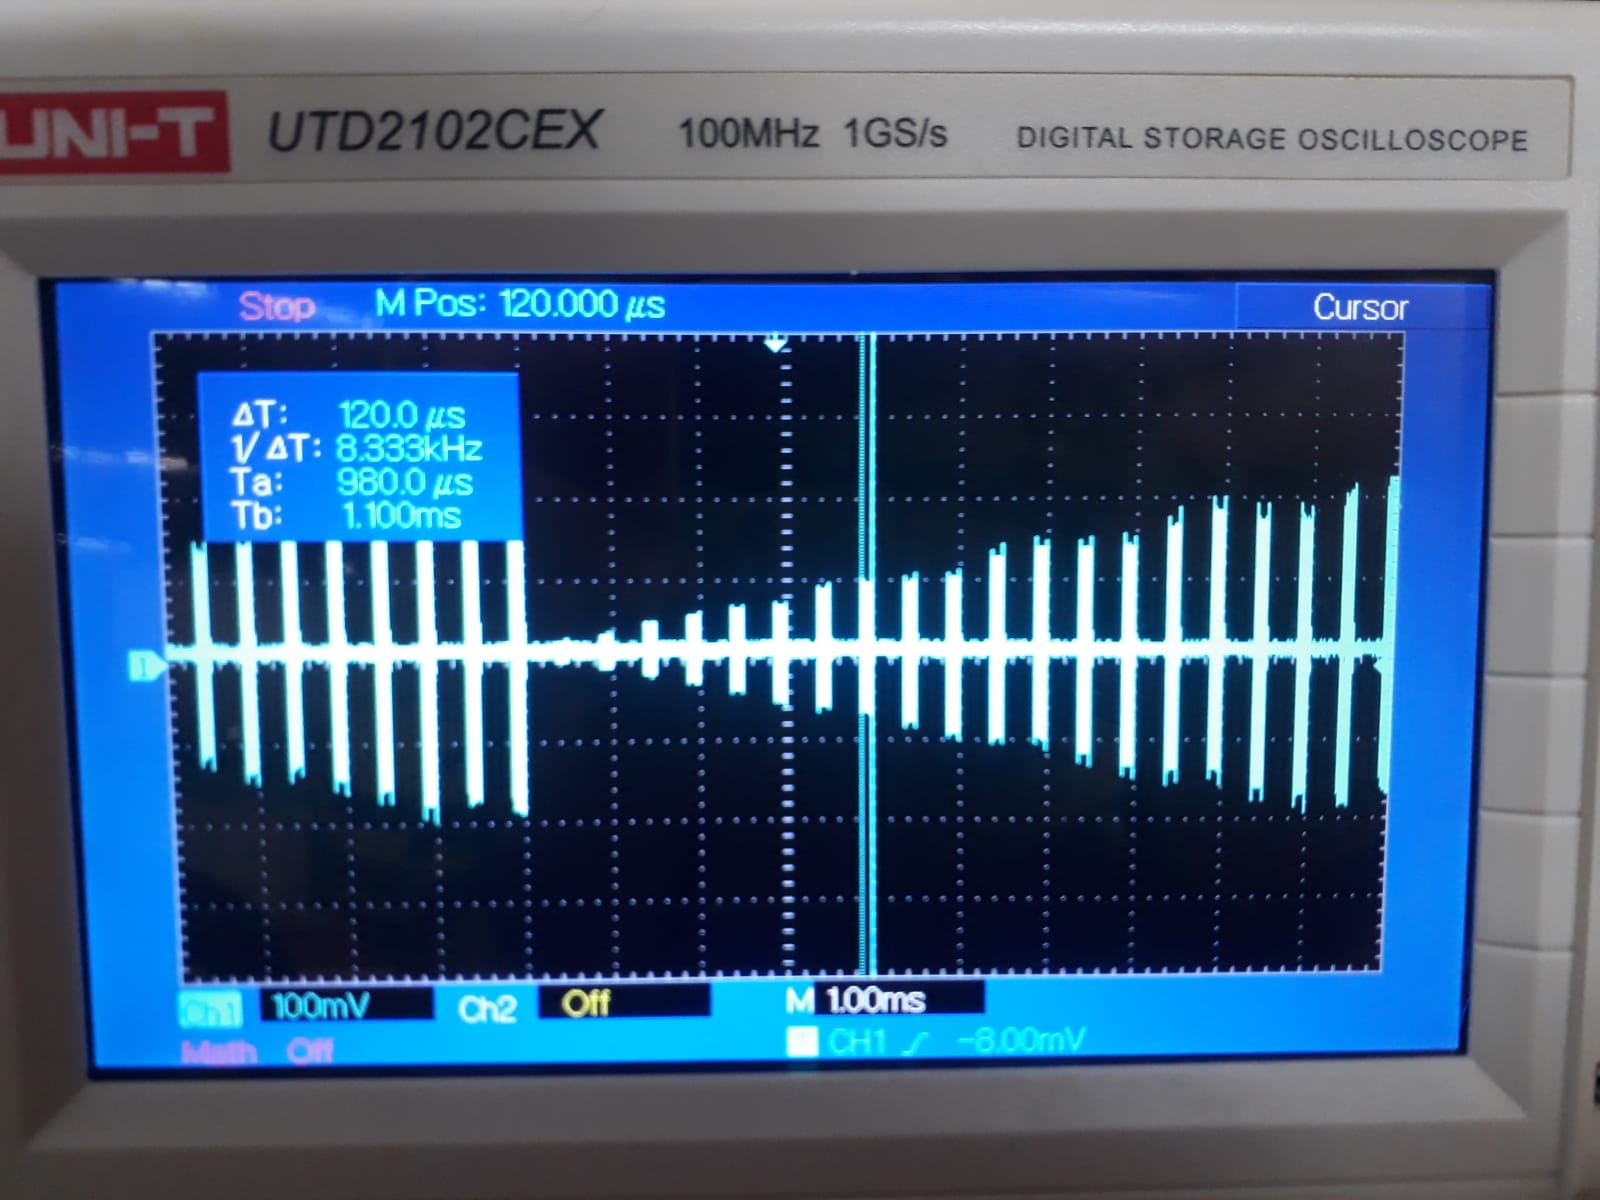 UNI-T UTD2102CEX 100MHz 1GS/s DIGITAL STORAGE OSCILLOSCOPE
Stop M Pos: 120.000 μs Cursor
ΔT: 120.0 μs
1/ΔT: 8.333kHz
Ta: 980.0 μs
Tb: 1.100ms
1
Ch1 100mV Ch2 Off M 1.00ms
Math Off CH1 -8.00mV